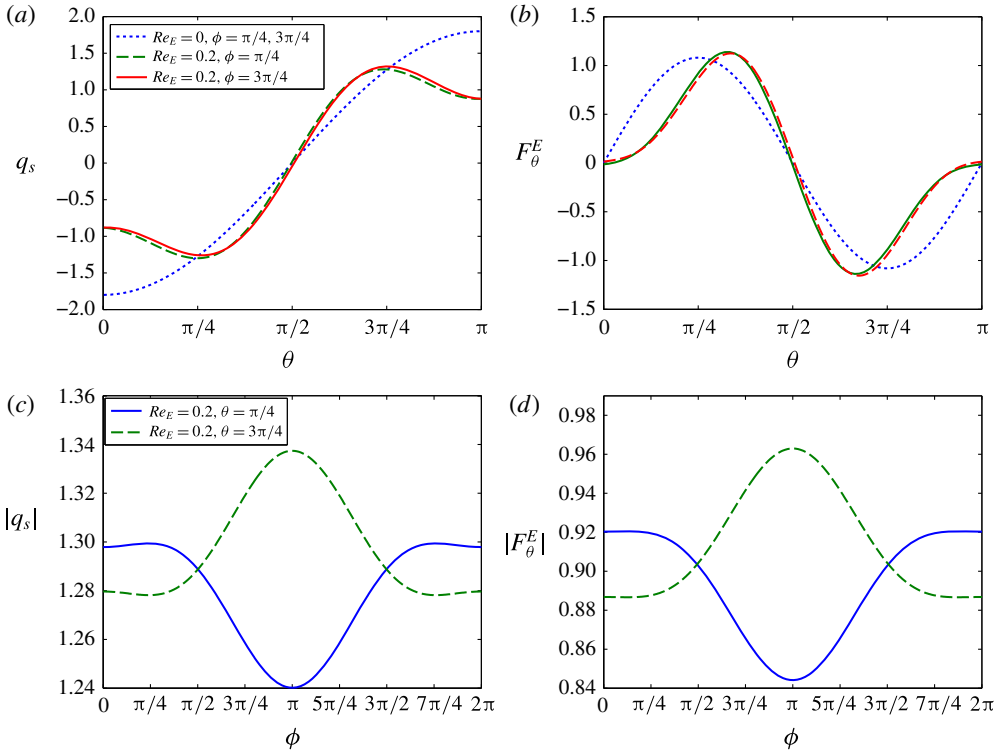 (a)
2.0
1.5
1.0
0.5
0
−0.5
−1.0
−1.5
−2.0
q_s
Re_E = 0, ϕ = π/4, 3π/4
Re_E = 0.2, ϕ = π/4
Re_E = 0.2, ϕ = 3π/4
0 π/4 π/2 3π/4 π
θ
(b)
1.5
1.0
0.5
0
−0.5
−1.0
−1.5
F_θ^E
0 π/4 π/2 3π/4 π
θ
(c)
1.36
1.34
1.32
1.30
1.28
1.26
1.24
|q_s|
Re_E = 0.2, θ = π/4
Re_E = 0.2, θ = 3π/4
0 π/4 π/2 3π/4 π 5π/4 3π/2 7π/4 2π
ϕ
(d)
0.98
0.96
0.94
0.92
0.90
0.88
0.86
0.84
|F_θ^E|
0 π/4 π/2 3π/4 π 5π/4 3π/2 7π/4 2π
ϕ